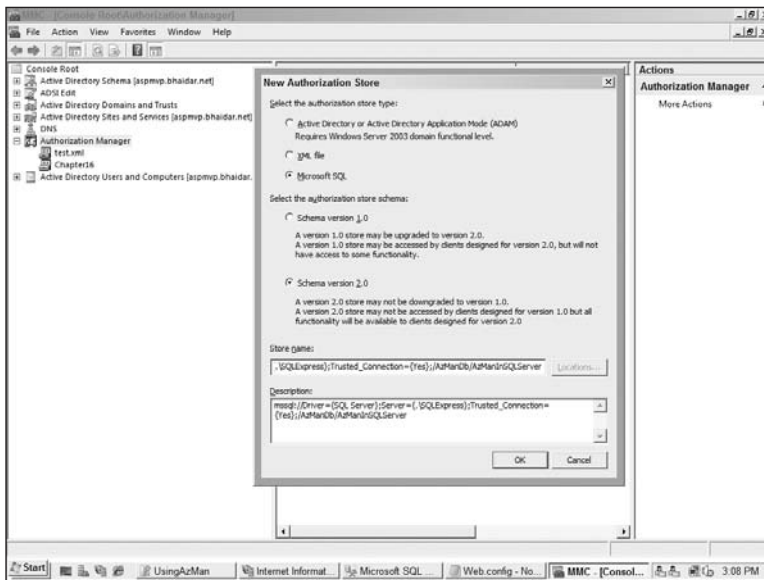 MMC - [Console Root\Authorization Manager]
File Action View Favorites Window Help
Console Root
Active Directory Schema [aspmvp.bhaidar.net]
ADSI Edit
Active Directory Domains and Trusts
Active Directory Sites and Services [aspmvp.bhaidar.net]
DNS
Authorization Manager
test.xml
Chapter16
Active Directory Users and Computers [aspmvp.bhaidar.
New Authorization Store
Select the authorization store type:
Active Directory or Active Directory Application Mode (ADAM)
Requires Windows Server 2003 domain functional level.
XML file
Microsoft SQL
Select the authorization store schema:
Schema version 1.0
A version 1.0 store may be upgraded to version 2.0.
A version 1.0 store may be accessed by clients designed for version 2.0, but will not
have access to some functionality.
Schema version 2.0
A version 2.0 store may not be downgraded to version 1.0.
A version 2.0 store may not be accessed by clients designed for version 1.0 but all
functionality will be available to clients designed for version 2.0
Store name:
.\SQLExpress};Trusted_Connection={Yes};/AzManDb/AzManInSQLServer
Locations...
Description:
mssql://Driver={SQL Server};Server={.\SQLExpress};Trusted_Connection=
{Yes};/AzManDb/AzManInSQLServer
OK Cancel
Actions
Authorization Manager
More Actions
Start UsingAzMan Internet Informat... Microsoft SQL ... Web.config - No... MMC - [Consol... 3:08 PM